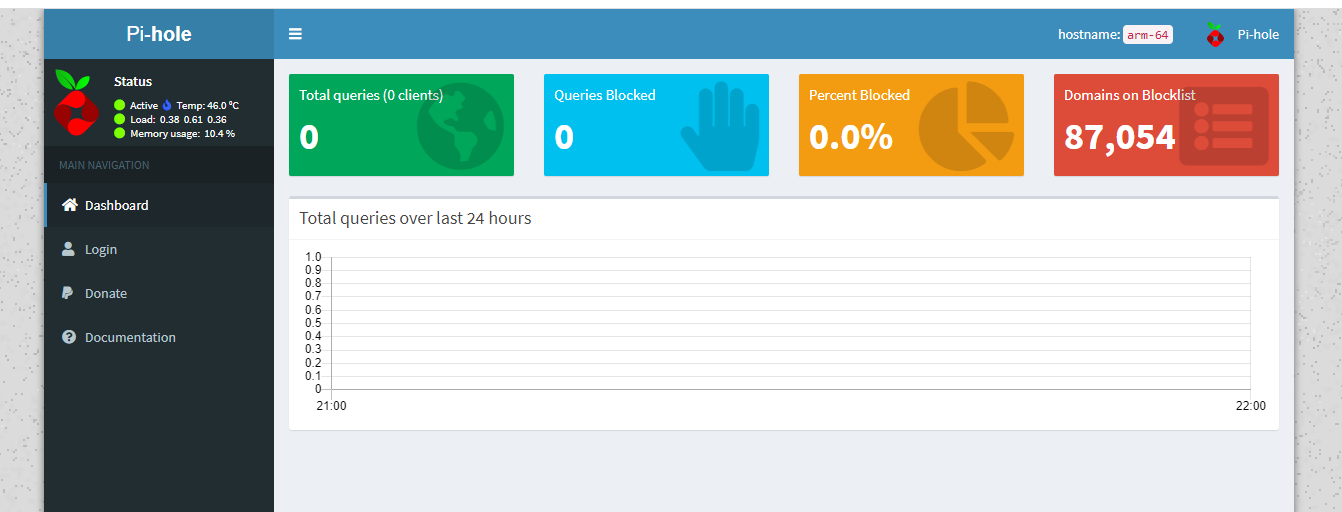 Pi-hole
hostname: arm-64
Pi-hole
Status
Active Temp: 46.0 °C
Load: 0.38 0.61 0.36
Memory usage: 10.4 %
MAIN NAVIGATION
Dashboard
Login
Donate
Documentation
Total queries (0 clients)
0
Queries Blocked
0
Percent Blocked
0.0%
Domains on Blocklist
87,054
Total queries over last 24 hours
1.0
0.9
0.8
0.7
0.6
0.5
0.4
0.3
0.2
0.1
0
21:00 22:00